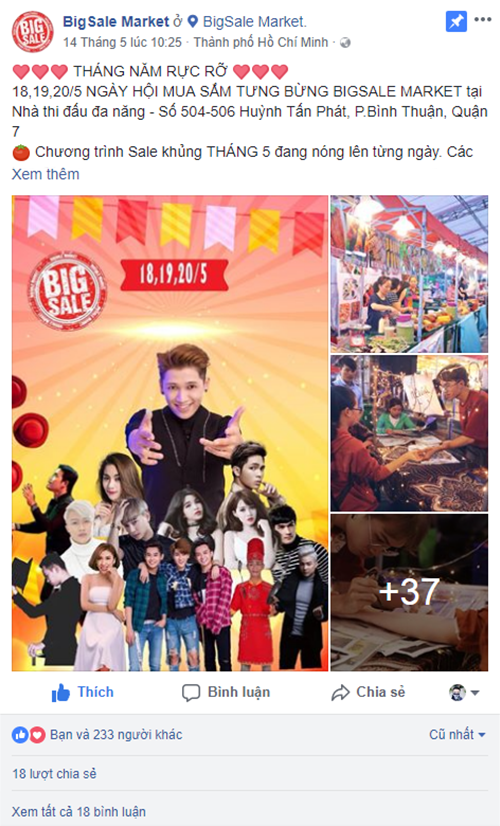 BigSale Market ở BigSale Market.
14 Tháng 5 lúc 10:25 · Thành phố Hồ Chí Minh ·
THÁNG NĂM RỰC RỠ
18,19,20/5 NGÀY HỘI MUA SẮM TƯNG BỪNG BIGSALE MARKET tại
Nhà thi đấu đa năng - Số 504-506 Huỳnh Tấn Phát, P.Bình Thuận, Quận
7
Chương trình Sale khủng THÁNG 5 đang nóng lên từng ngày. Các
Xem thêm
BIG
SALE
18,19,20/5
BIG
SALE
+37
Thích
Bình luận
Chia sẻ
Bạn và 233 người khác
Cũ nhất
18 lượt chia sẻ
Xem tất cả 18 bình luận